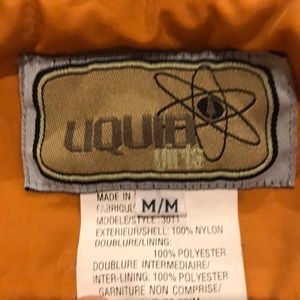 LIQUID
MADE IN
FABRIQUÉ
M/M
MODELE/STYLE: 3011
EXTERIEUR/SHELL: 100% NYLON
DOUBLURE/LINING:
100% POLYESTER
DOUBLURE INTERMEDIAIRE/
INTER-LINING: 100% POLYESTER
GARNITURE NON COMPRISE/